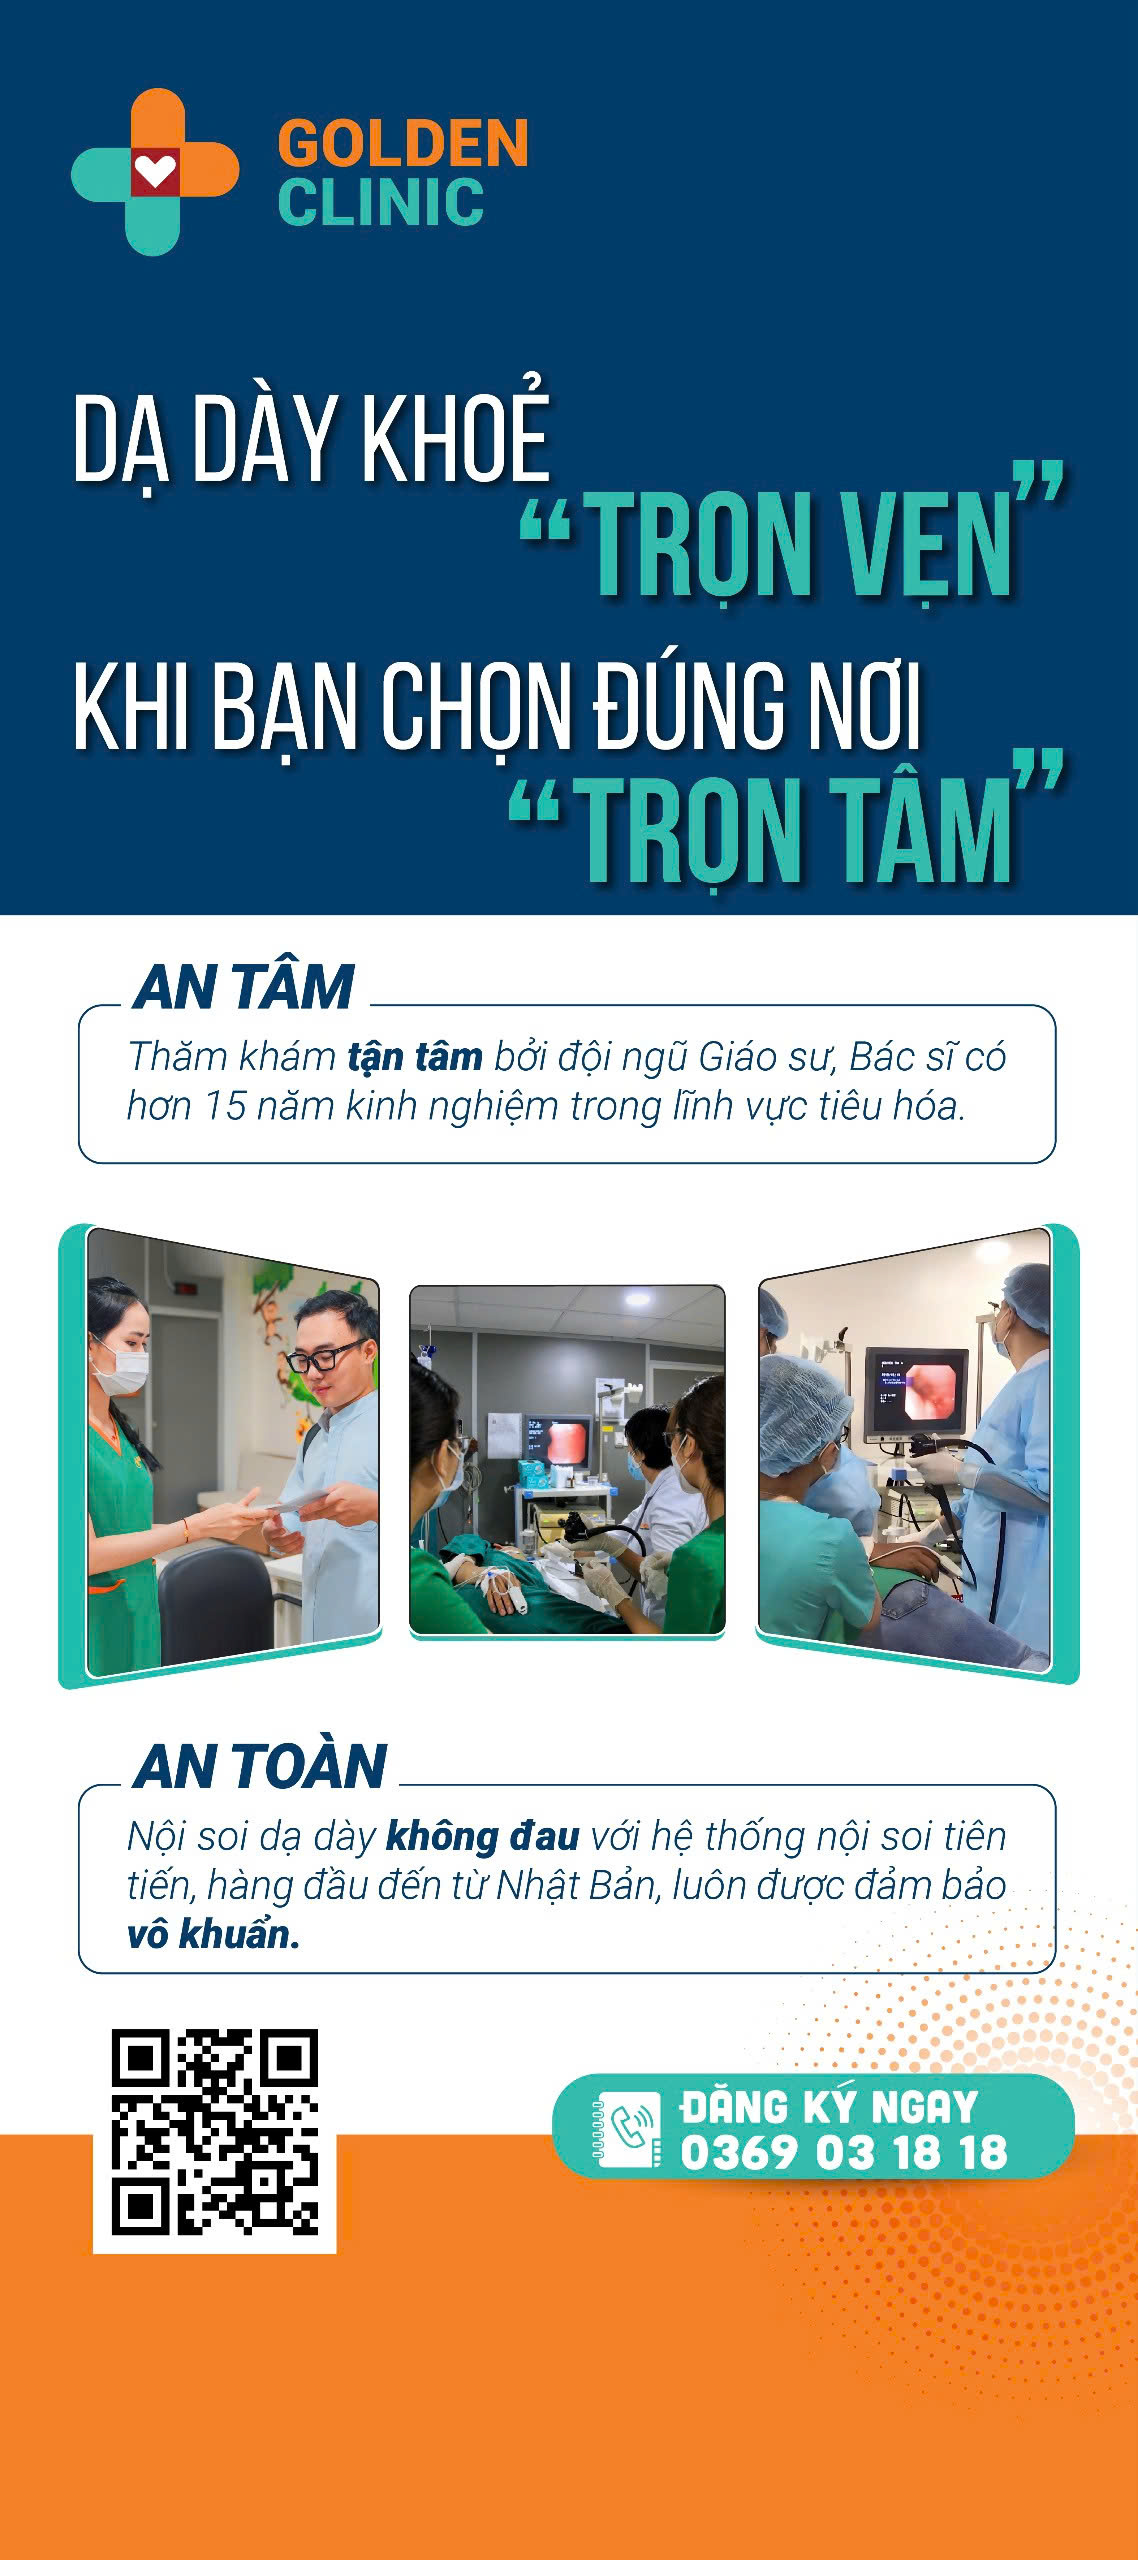 GOLDEN
CLINIC
DẠ DÀY KHOẺ
“TRỌN VẸN”
KHI BẠN CHỌN ĐÚNG NƠI
“TRỌN TÂM”
AN TÂM
Thăm khám tận tâm bởi đội ngũ Giáo sư, Bác sĩ có
hơn 15 năm kinh nghiệm trong lĩnh vực tiêu hóa.
AN TOÀN
Nội soi dạ dày không đau với hệ thống nội soi tiên
tiến, hàng đầu đến từ Nhật Bản, luôn được đảm bảo
vô khuẩn.
ĐĂNG KÝ NGAY
0369 03 18 18